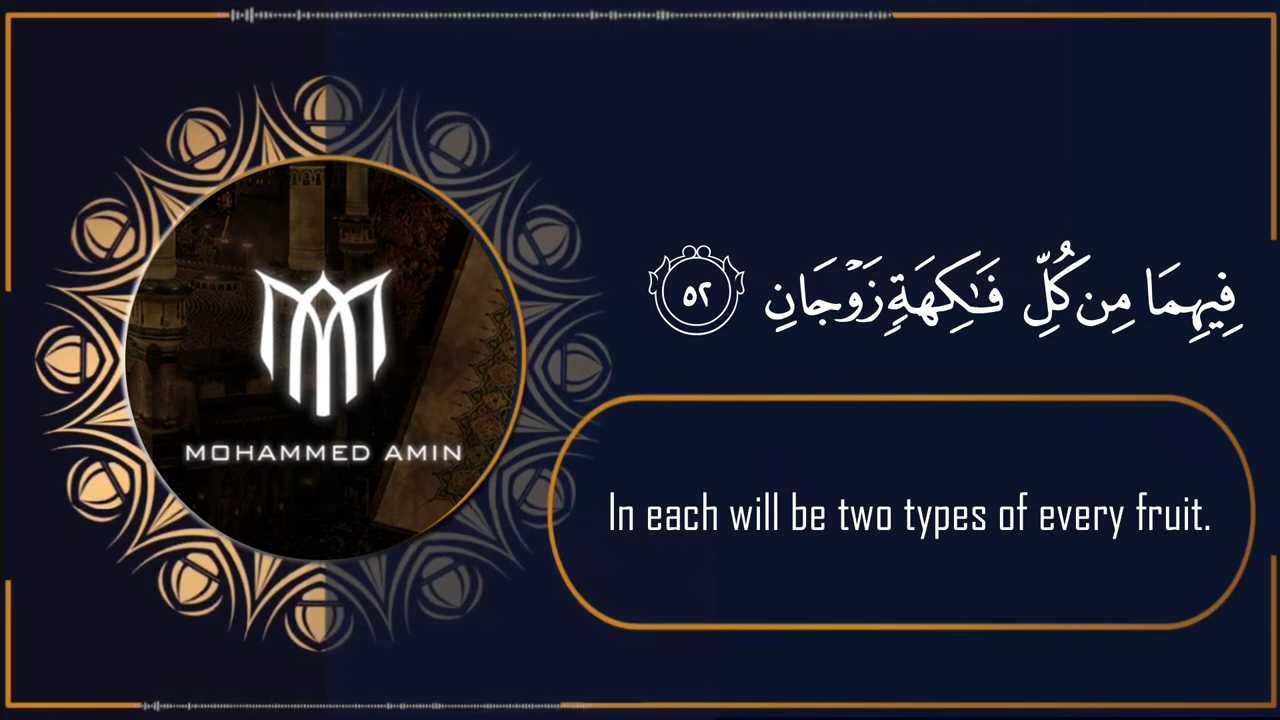 فِيهِمَا مِن كُلِّ فَـٰكِهَةٍۢ زَوْجَانِ ٥٢
MOHAMMED AMIN
In each will be two types of every fruit.